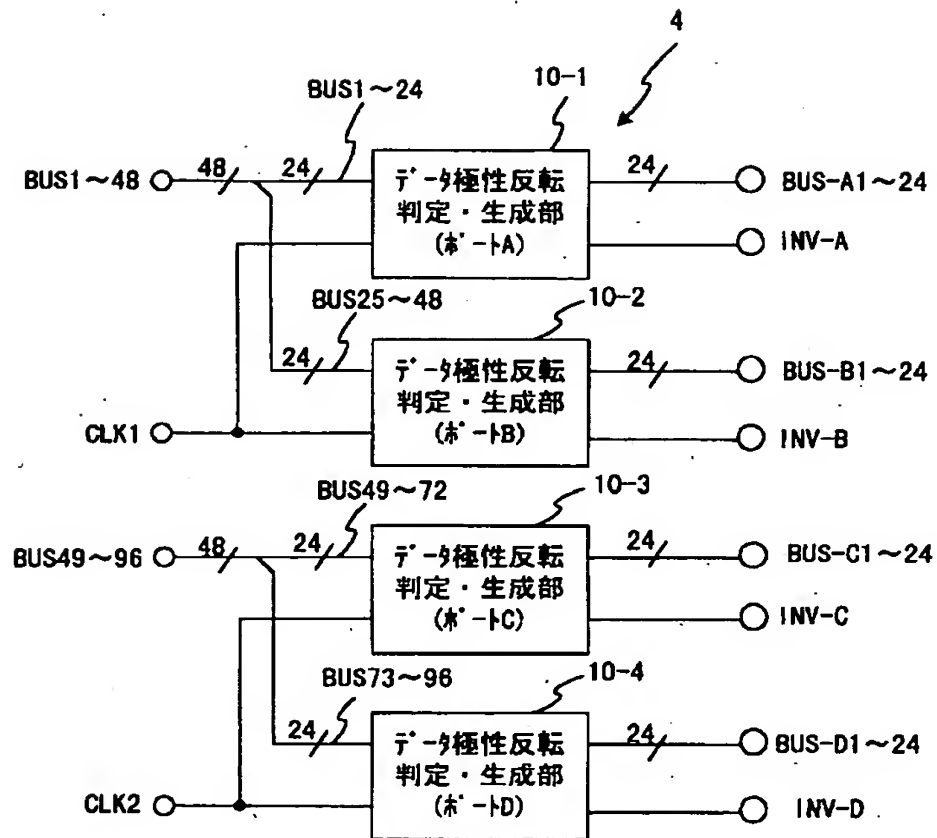 4
10-1
BUS1～24
BUS1～48
48
24
データ極性反転
判定・生成部
(ポートA)
24
BUS-A1～24
INV-A
BUS25～48
10-2
24
データ極性反転
判定・生成部
(ポートB)
24
BUS-B1～24
CLK1
INV-B
BUS49～72
10-3
BUS49～96
48
24
データ極性反転
判定・生成部
(ポートC)
24
BUS-C1～24
INV-C
BUS73～96
10-4
24
データ極性反転
判定・生成部
(ポートD)
24
BUS-D1～24
CLK2
INV-D